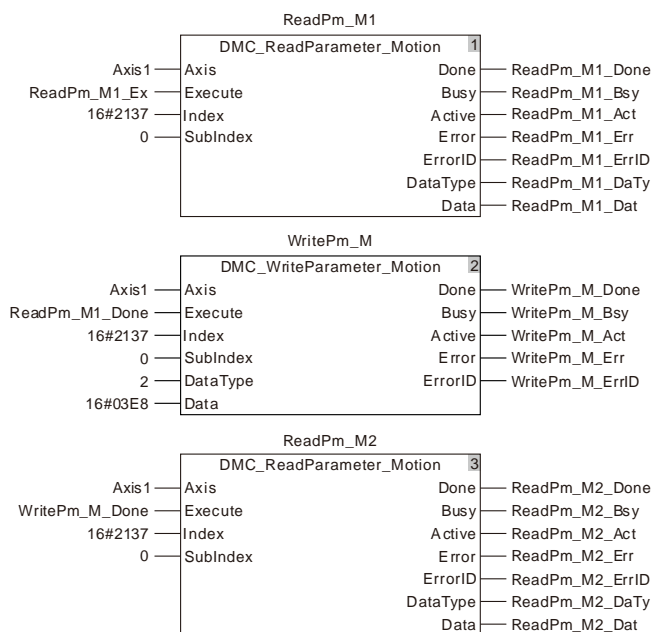 ReadPm_M1
DMC_ReadParameter_Motion 1
Axis1 Axis Done ReadPm_M1_Done
ReadPm_M1_Ex Execute Busy ReadPm_M1_Bsy
16#2137 Index Active ReadPm_M1_Act
0 SubIndex Error ReadPm_M1_Err
ErrorID ReadPm_M1_ErrID
DataType ReadPm_M1_DaTy
Data ReadPm_M1_Dat
WritePm_M
DMC_WriteParameter_Motion 2
Axis1 Axis Done WritePm_M_Done
ReadPm_M1_Done Execute Busy WritePm_M_Bsy
16#2137 Index Active WritePm_M_Act
0 SubIndex Error WritePm_M_Err
2 DataType ErrorID WritePm_M_ErrID
16#03E8 Data
ReadPm_M2
DMC_ReadParameter_Motion 3
Axis1 Axis Done ReadPm_M2_Done
WritePm_M_Done Execute Busy ReadPm_M2_Bsy
16#2137 Index Active ReadPm_M2_Act
0 SubIndex Error ReadPm_M2_Err
ErrorID ReadPm_M2_ErrID
DataType ReadPm_M2_DaTy
Data ReadPm_M2_Dat